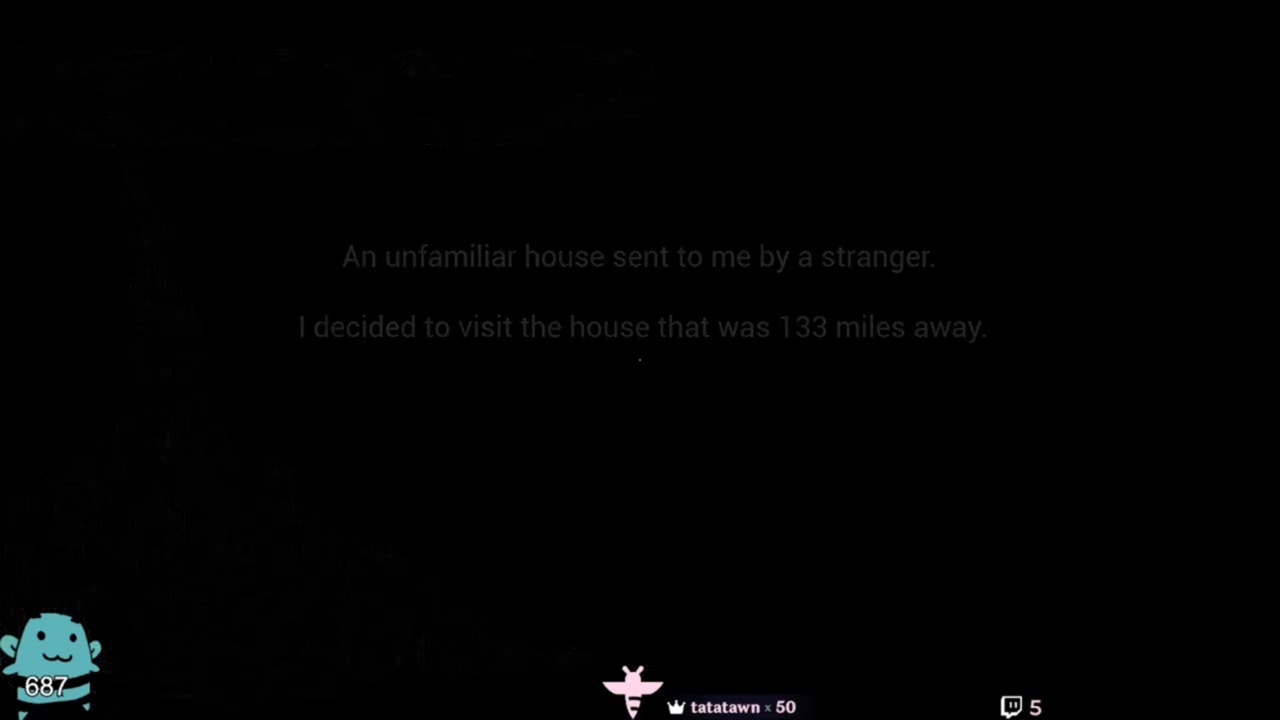 An unfamiliar house sent to me by a stranger.
I decided to visit the house that was 133 miles away.
687
tatatawn x 50
5